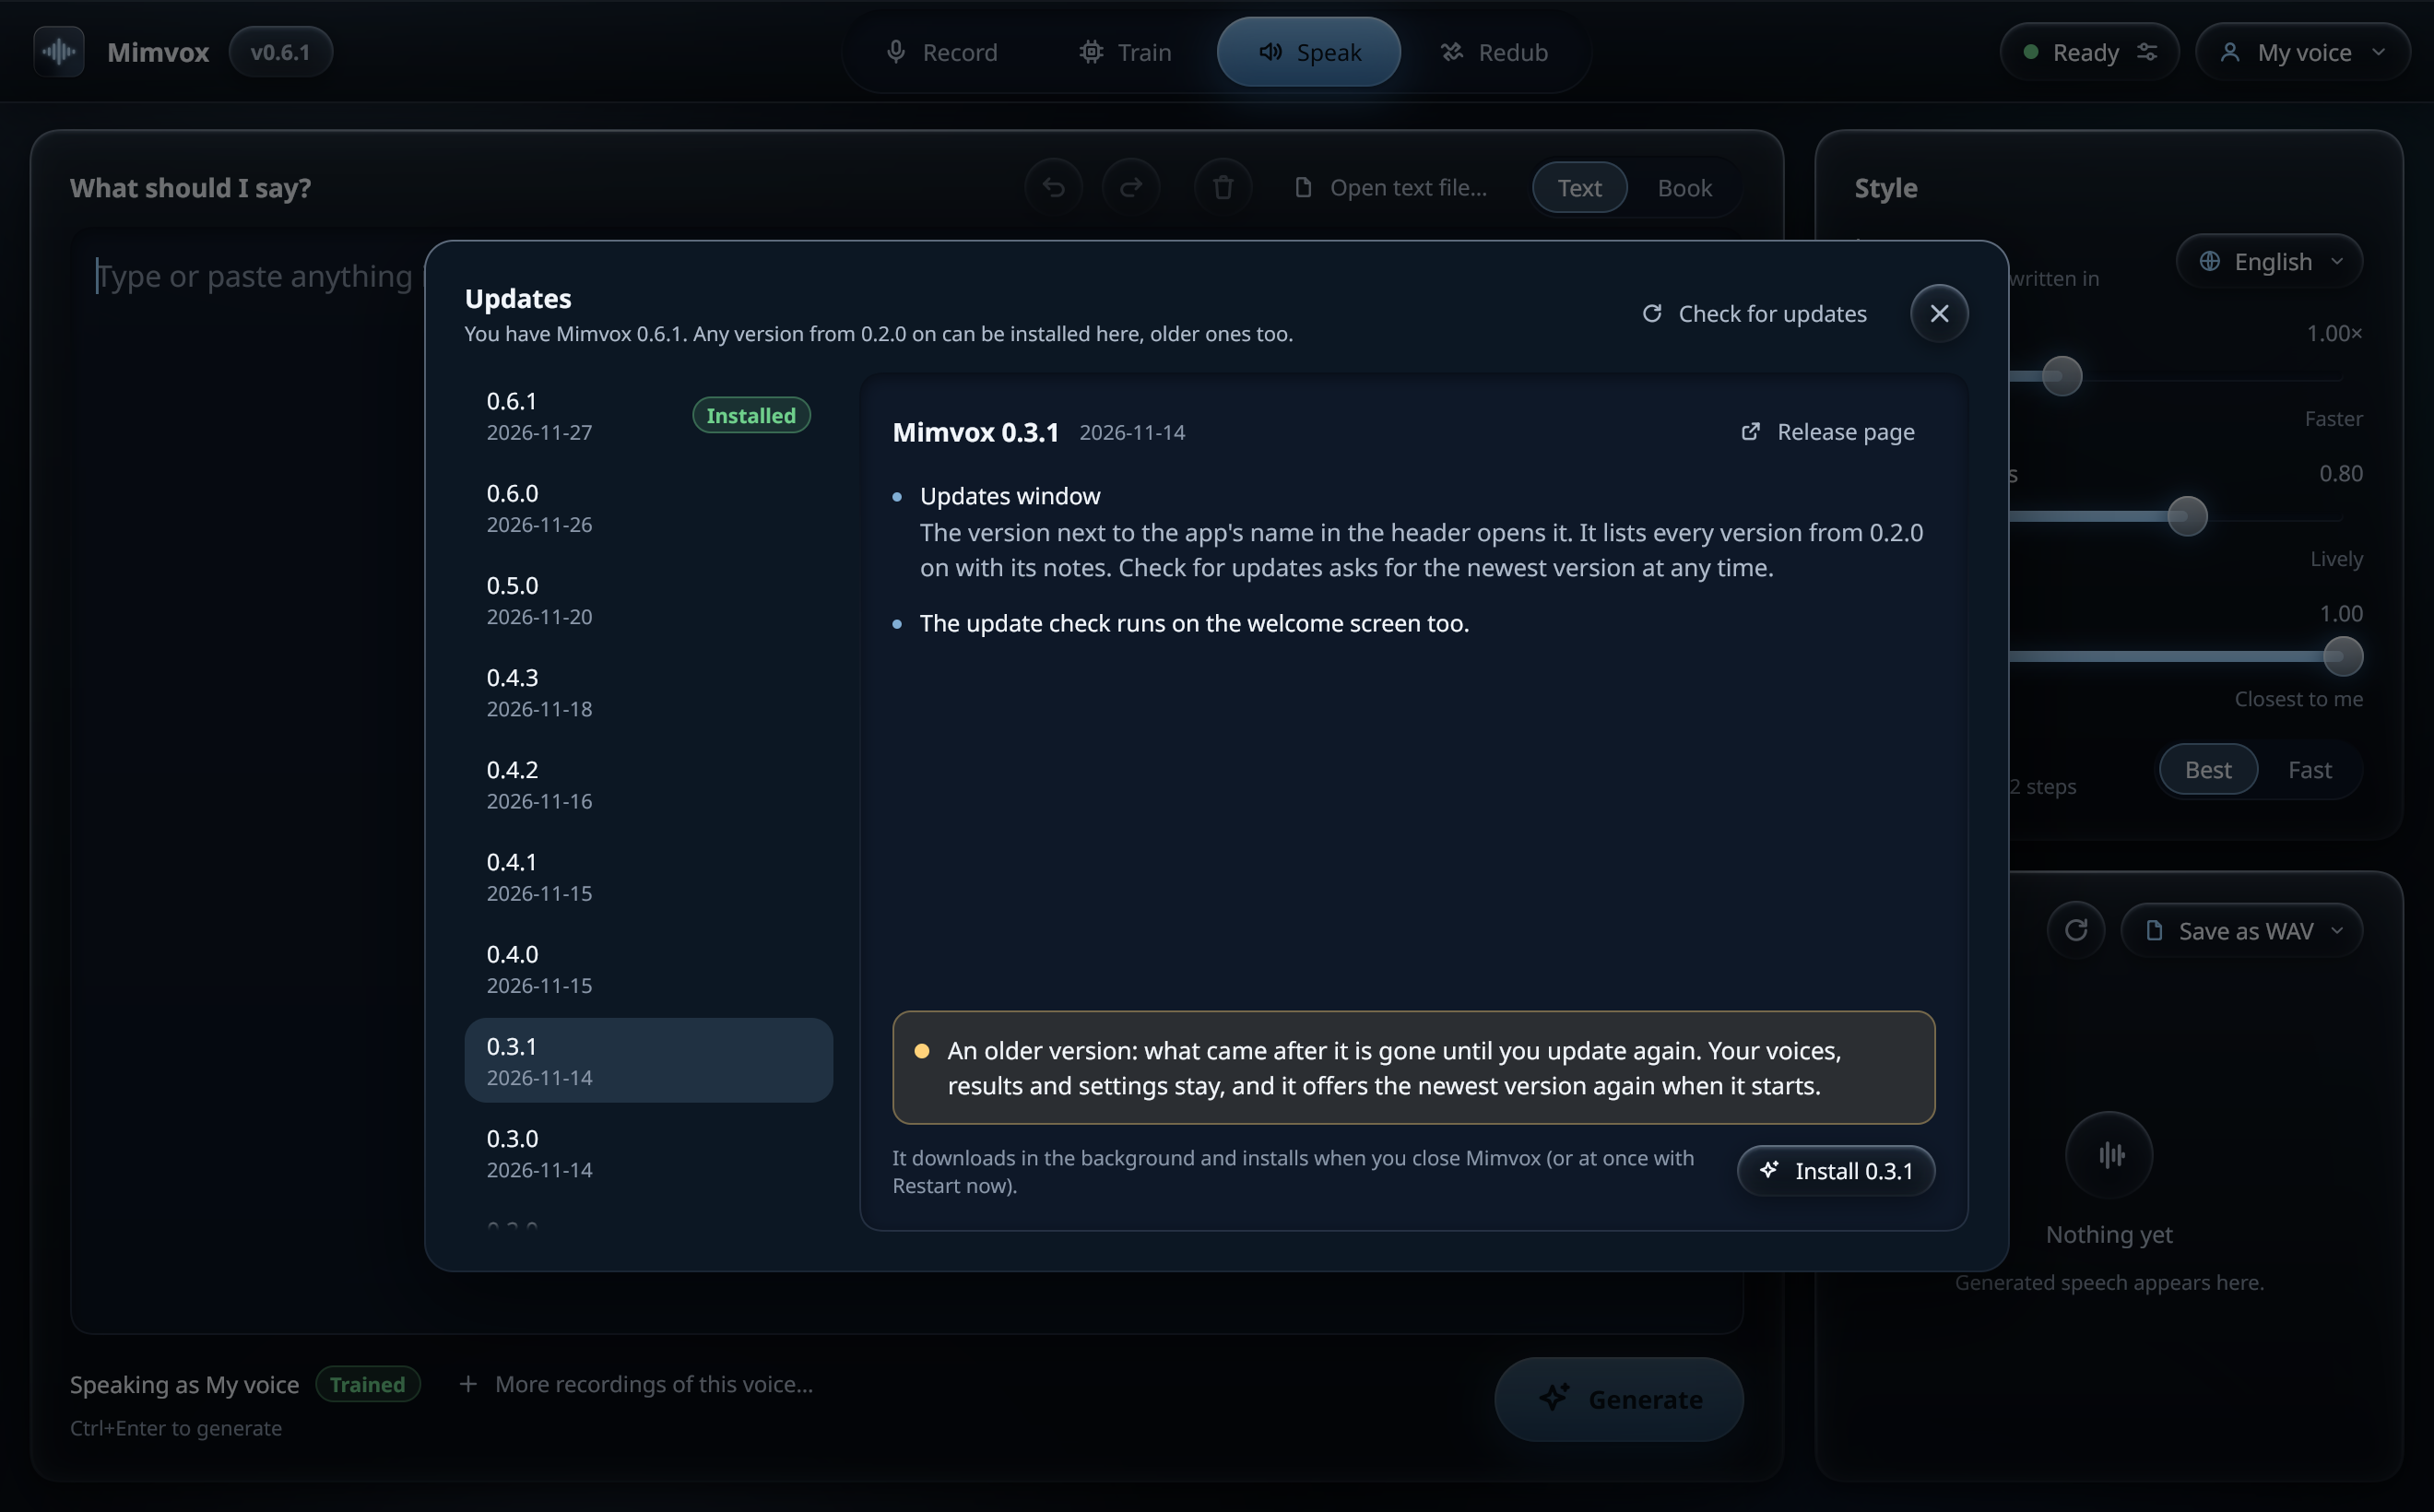 Mimvox
v0.6.1
Record
Train
Speak
Redub
Ready
My voice
What should I say?
Open text file...
Text
Book
Style
Type or paste anything
written in
English
1.00×
Faster
0.80
Lively
1.00
Closest to me
2 steps
Best
Fast
Updates
You have Mimvox 0.6.1. Any version from 0.2.0 on can be installed here, older ones too.
Check for updates
0.6.1
2026-11-27
Installed
0.6.0
2026-11-26
0.5.0
2026-11-20
0.4.3
2026-11-18
0.4.2
2026-11-16
0.4.1
2026-11-15
0.4.0
2026-11-15
0.3.1
2026-11-14
0.3.0
2026-11-14
Mimvox 0.3.1
2026-11-14
Release page
Updates window
The version next to the app's name in the header opens it. It lists every version from 0.2.0
on with its notes. Check for updates asks for the newest version at any time.
The update check runs on the welcome screen too.
An older version: what came after it is gone until you update again. Your voices,
results and settings stay, and it offers the newest version again when it starts.
It downloads in the background and installs when you close Mimvox (or at once with
Restart now).
Install 0.3.1
Save as WAV
Nothing yet
Generated speech appears here.
Speaking as My voice
Trained
More recordings of this voice...
Ctrl+Enter to generate
Generate